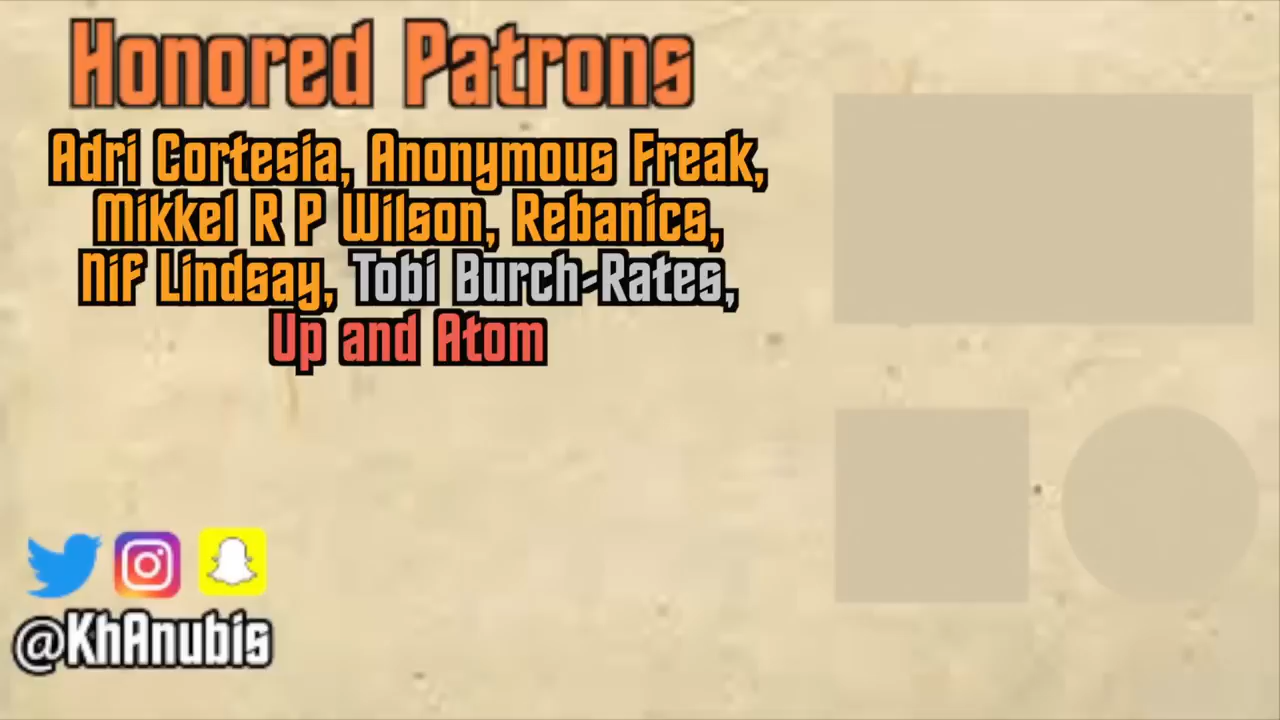 Honored Patrons
Adri Cortesia, Anonymous Freak,
Mikkel R P Wilson, Rebanics,
Nif Lindsay, Tobi Burch-Rates,
Up and Atom
@KhAnubis